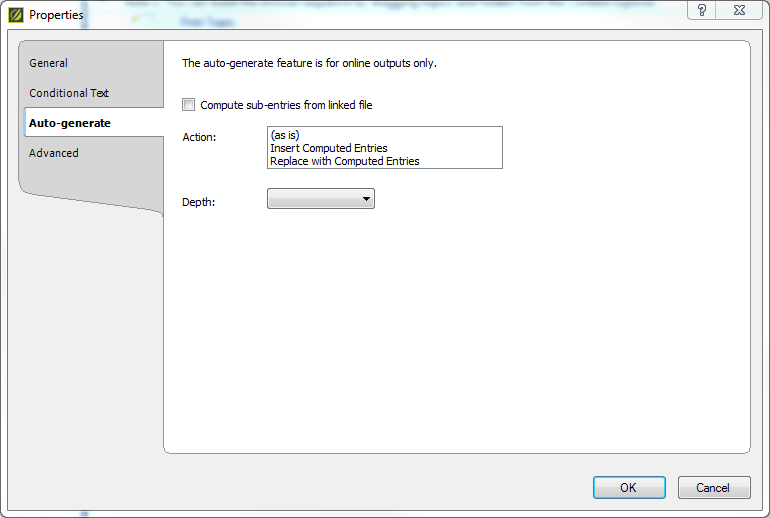 Properties
?
General
Conditional Text
Auto-generate
Advanced
The auto-generate feature is for online outputs only.
Compute sub-entries from linked file
Action:
(as is)
Insert Computed Entries
Replace with Computed Entries
Depth:
OK
Cancel